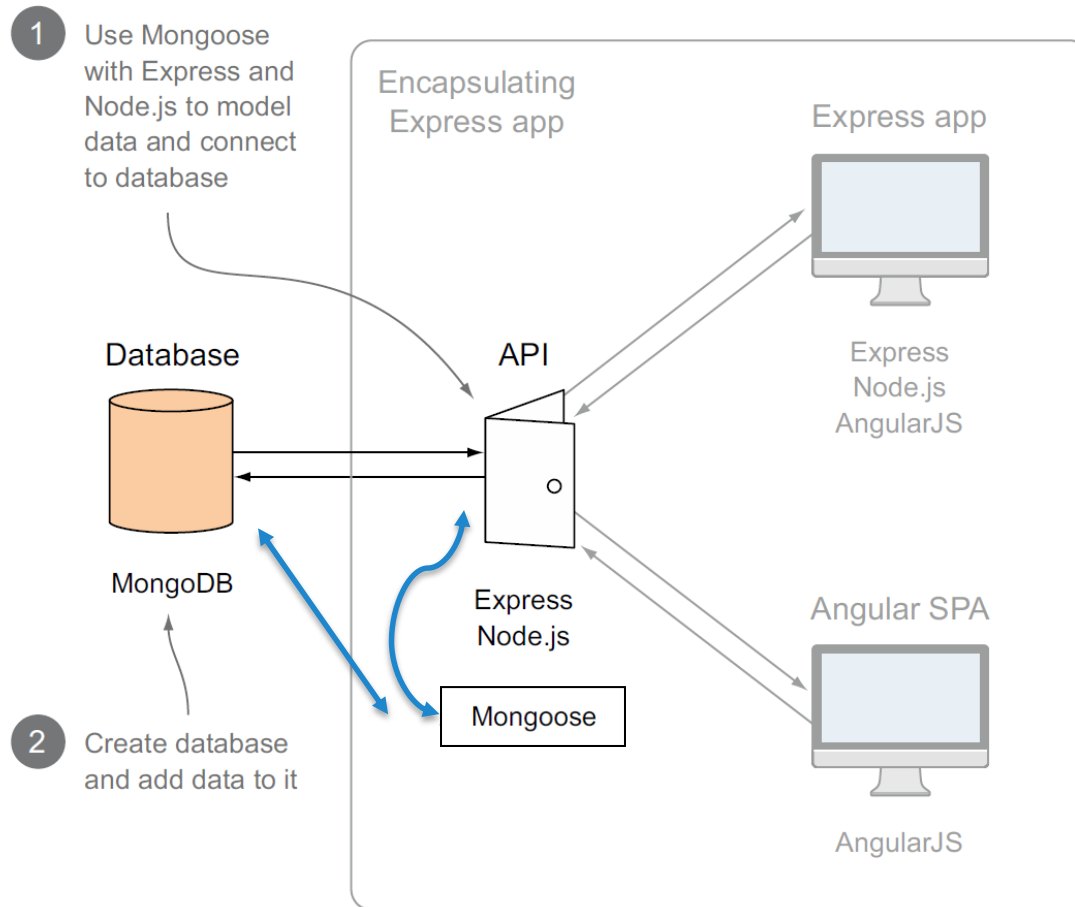 1
Use Mongoose
with Express and
Node.js to model
data and connect
to database
Encapsulating
Express app
Express app
Express
Node.js
AngularJS
Database
API
MongoDB
Express
Node.js
Mongoose
Angular SPA
AngularJS
2
Create database
and add data to it